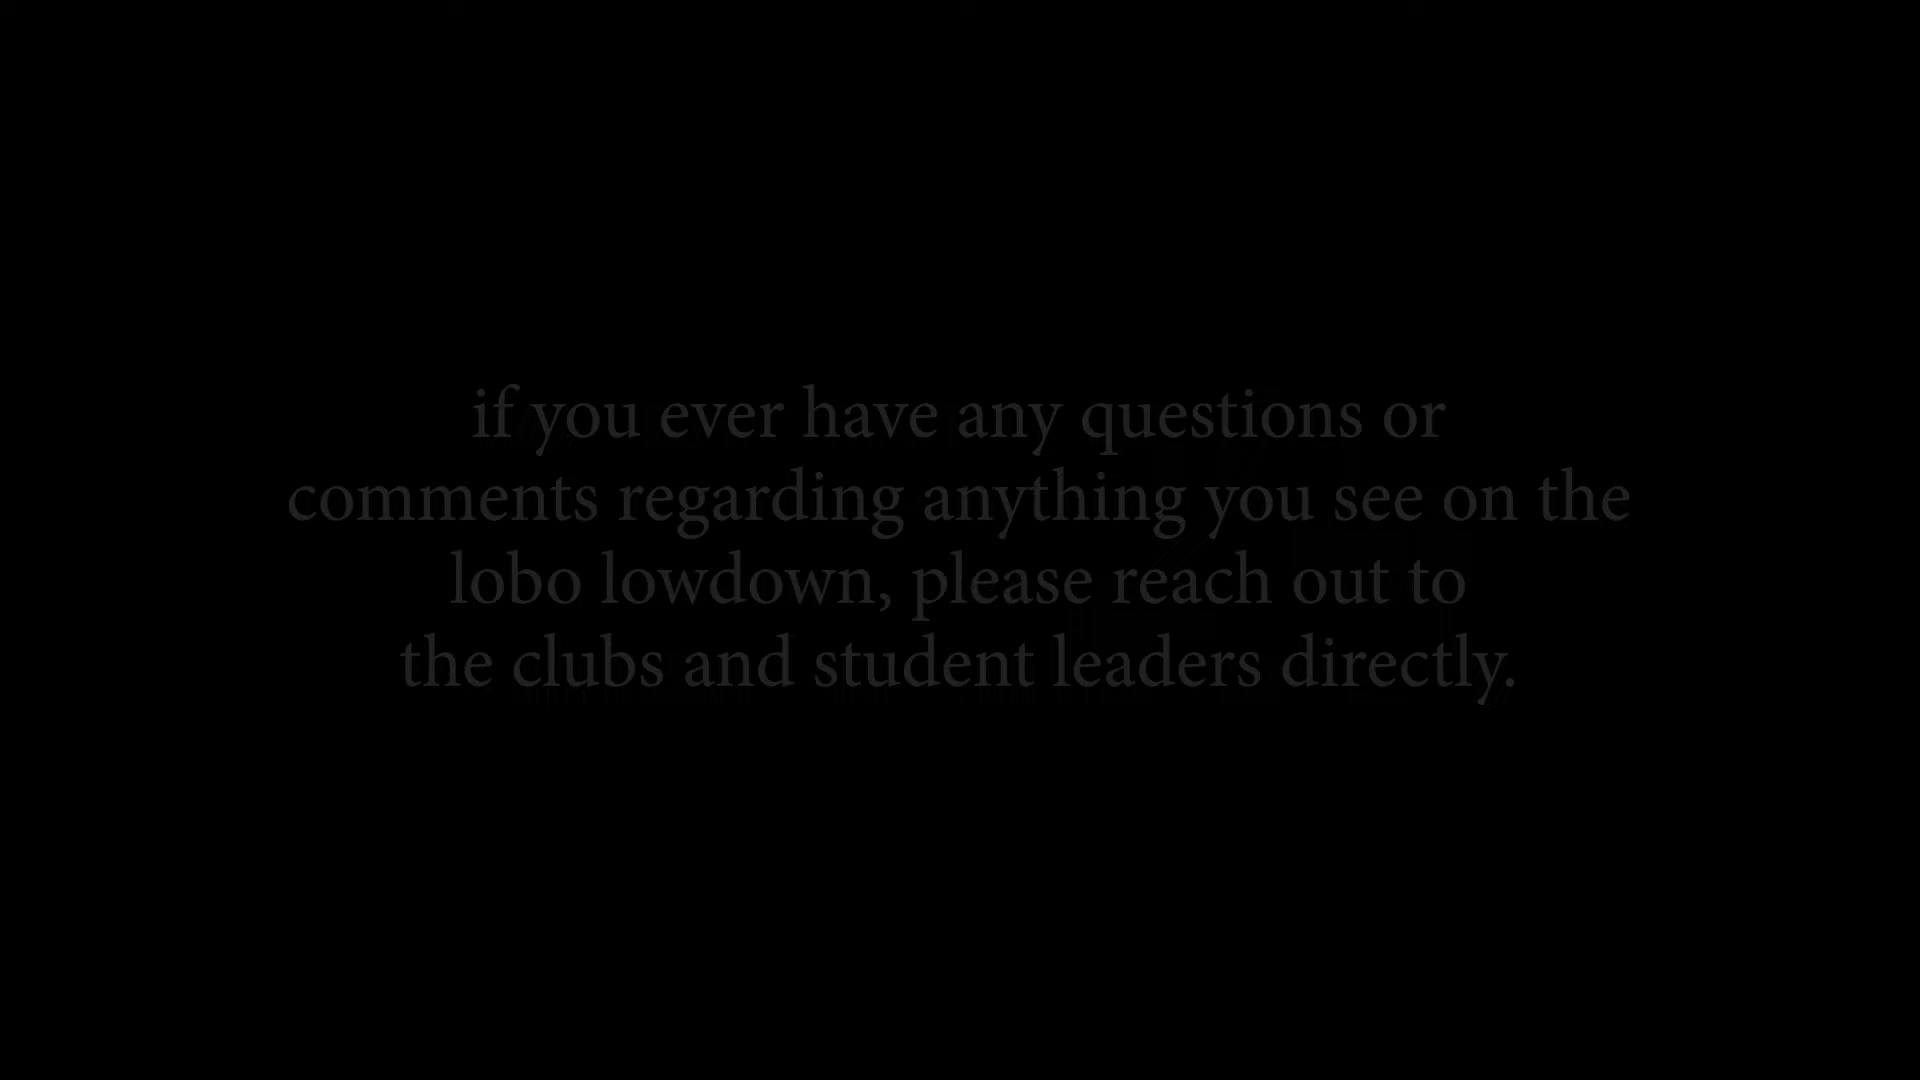 if you ever have any questions or
comments regarding anything you see on the
lobo lowdown, please reach out to
the clubs and student leaders directly.